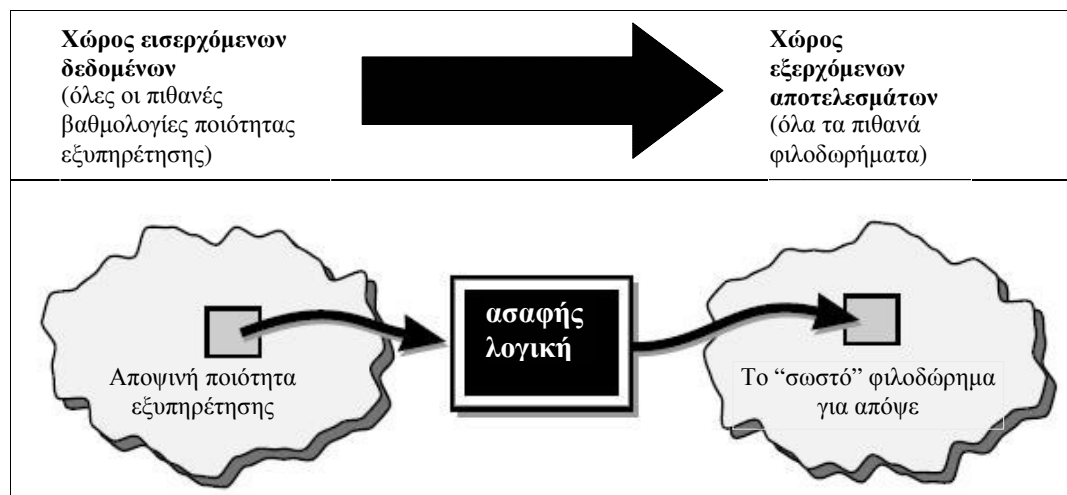 Χώρος εισερχόμενων
δεδομένων
(όλες οι πιθανές
βαθμολογίες ποιότητας
εξυπηρέτησης)
Χώρος
εξερχόμενων
αποτελεσμάτων
(όλα τα πιθανά
φιλοδωρήματα)
ασαφής
λογική
Αποψινή ποιότητα
εξυπηρέτησης
Το “σωστό” φιλοδώρημα
για απόψε